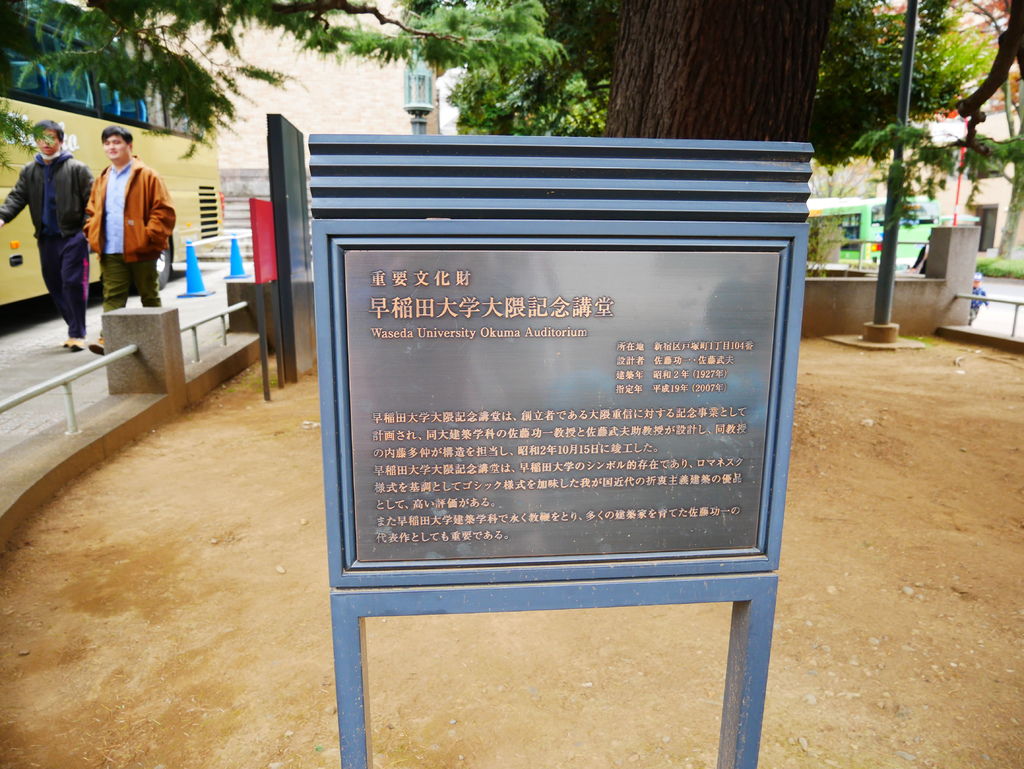 重要文化財
早稲田大学大隈記念講堂
Waseda University Okuma Auditorium
所在地 新宿区戸塚町1丁目104番
設計者 佐藤功一・佐藤武夫
建築年 昭和2年(1927年)
指定年 平成19年(2007年)
早稲田大学大隈記念講堂は、創立者である大隈重信に対する記念事業として
計画され、同大建築学科の佐藤功一教授と佐藤武夫助教授が設計し、同教授
の内藤多仲が構造を担当し、昭和2年10月15日に竣工した。
早稲田大学大隈記念講堂は、早稲田大学のシンボル的存在であり、ロマネスク
様式を基調としてゴシック様式を加味した我が国近代の折衷主義建築の優品
として、高い評価がある。
また早稲田大学建築学科で永く教鞭をとり、多くの建築家を育てた佐藤功一の
代表作としても重要である。